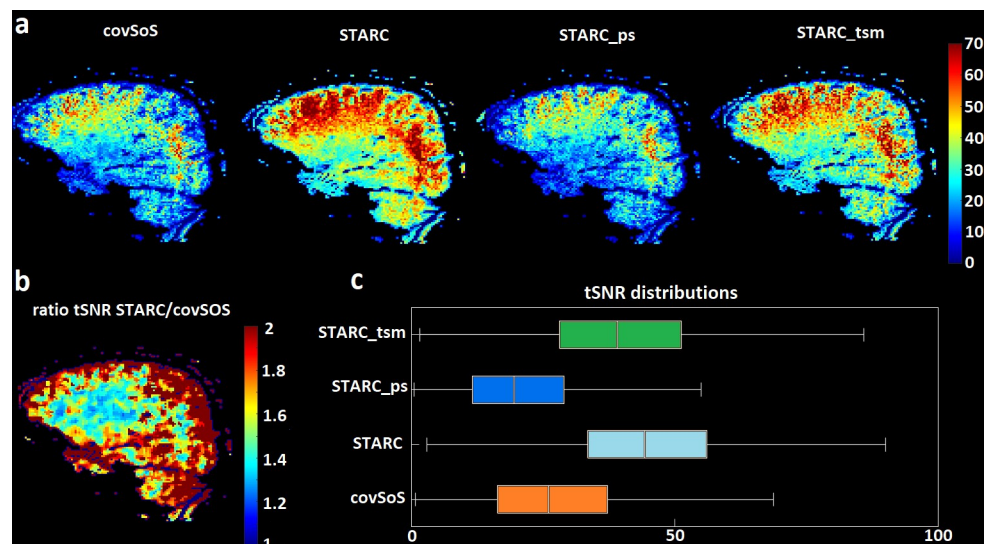 a
covSoS STARC STARC_ps STARC_tsm
70
60
50
40
30
20
10
0
b
ratio tSNR STARC/covSOS
2
1.8
1.6
1.4
1.2
1
c
tSNR distributions
STARC_tsm
STARC_ps
STARC
covSoS
0 50 100